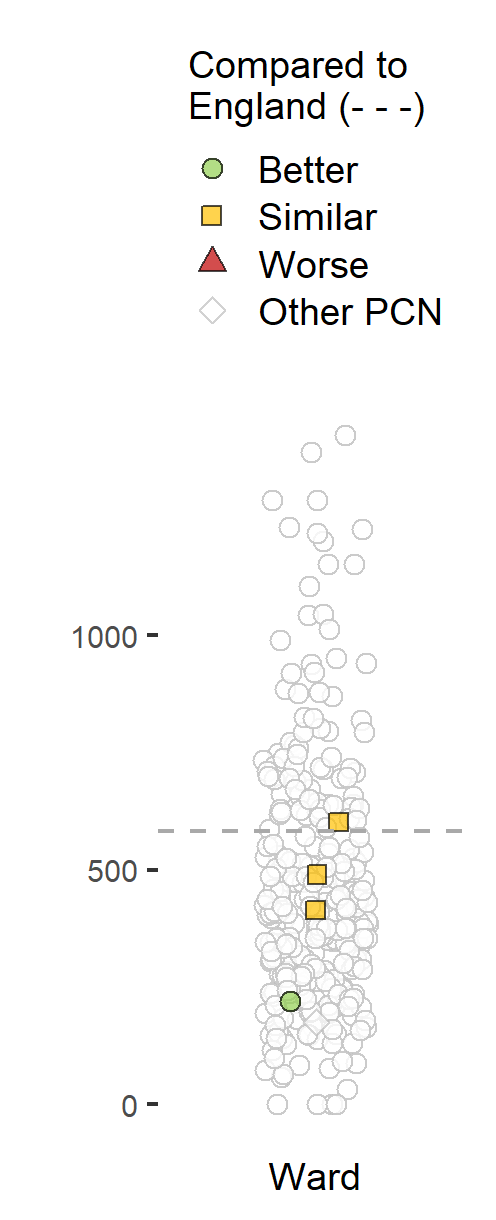 Compared to
England (- - -)
Better
Similar
Worse
Other PCN
1000
500
0
Ward